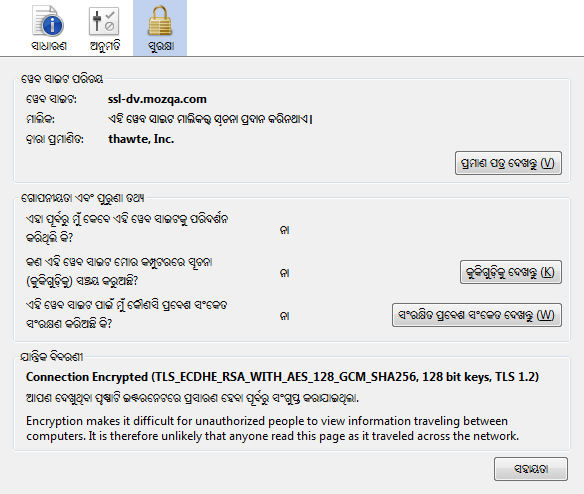 ସାଧାରଣ ଅନୁମତି ସୁରକ୍ଷା
ୱେବ ସାଇଟ ପରିଚୟ
ୱେବ ସାଇଟ: ssl-dv.mozqa.com
ମାଲିକ: ଏହି ୱେବ ସାଇଟ ମାଲିକତ୍ୱ ସୂଚନା ପ୍ରଦାନ କରିନଥାଏ।
ଦ୍ୱାରା ପ୍ରମାଣିତ: thawte, Inc.
ପ୍ରମାଣ ପତ୍ର ଦେଖନ୍ତୁ (V)
ଗୋପନୀୟତା ଏବଂ ପୁରୁଣା ତଥ୍ୟ
ଏହା ପୂର୍ବରୁ ମୁଁ କେବେ ଏହି ୱେବ ସାଇଟକୁ ପରିଦର୍ଶନ
କରିଥିଲି କି? ନା
କଣ ଏହି ୱେବ ସାଇଟ ମୋର କମ୍ପୁଟରରେ ସୂଚନା
(କୁକିଗୁଡ଼ିକୁ) ସଞ୍ଚୟ କରୁଅଛି? ନା କୁକିଗୁଡ଼ିକୁ ଦେଖନ୍ତୁ (K)
ଏହି ୱେବ ସାଇଟ ପାଇଁ ମୁଁ କୌଣସି ପ୍ରବେଶ ସଂକେତ
ସଂରକ୍ଷଣ କରିଅଛି କି? ନା ସଂରକ୍ଷିତ ପ୍ରବେଶ ସଂକେତ ଦେଖନ୍ତୁ (W)
ଯାନ୍ତ୍ରିକ ବିବରଣୀ
Connection Encrypted (TLS_ECDHE_RSA_WITH_AES_128_GCM_SHA256, 128 bit keys, TLS 1.2)
ଆପଣ ଦେଖୁଥିବା ପୃଷ୍ଠାଟି ଇଣ୍ଟରନେଟରେ ପ୍ରସାରଣ ହେବା ପୂର୍ବରୁ ସଂଗୁପ୍ତ କରାଯାଇଥିଲା.
Encryption makes it difficult for unauthorized people to view information traveling between
computers. It is therefore unlikely that anyone read this page as it traveled across the network.
ସହାୟତା